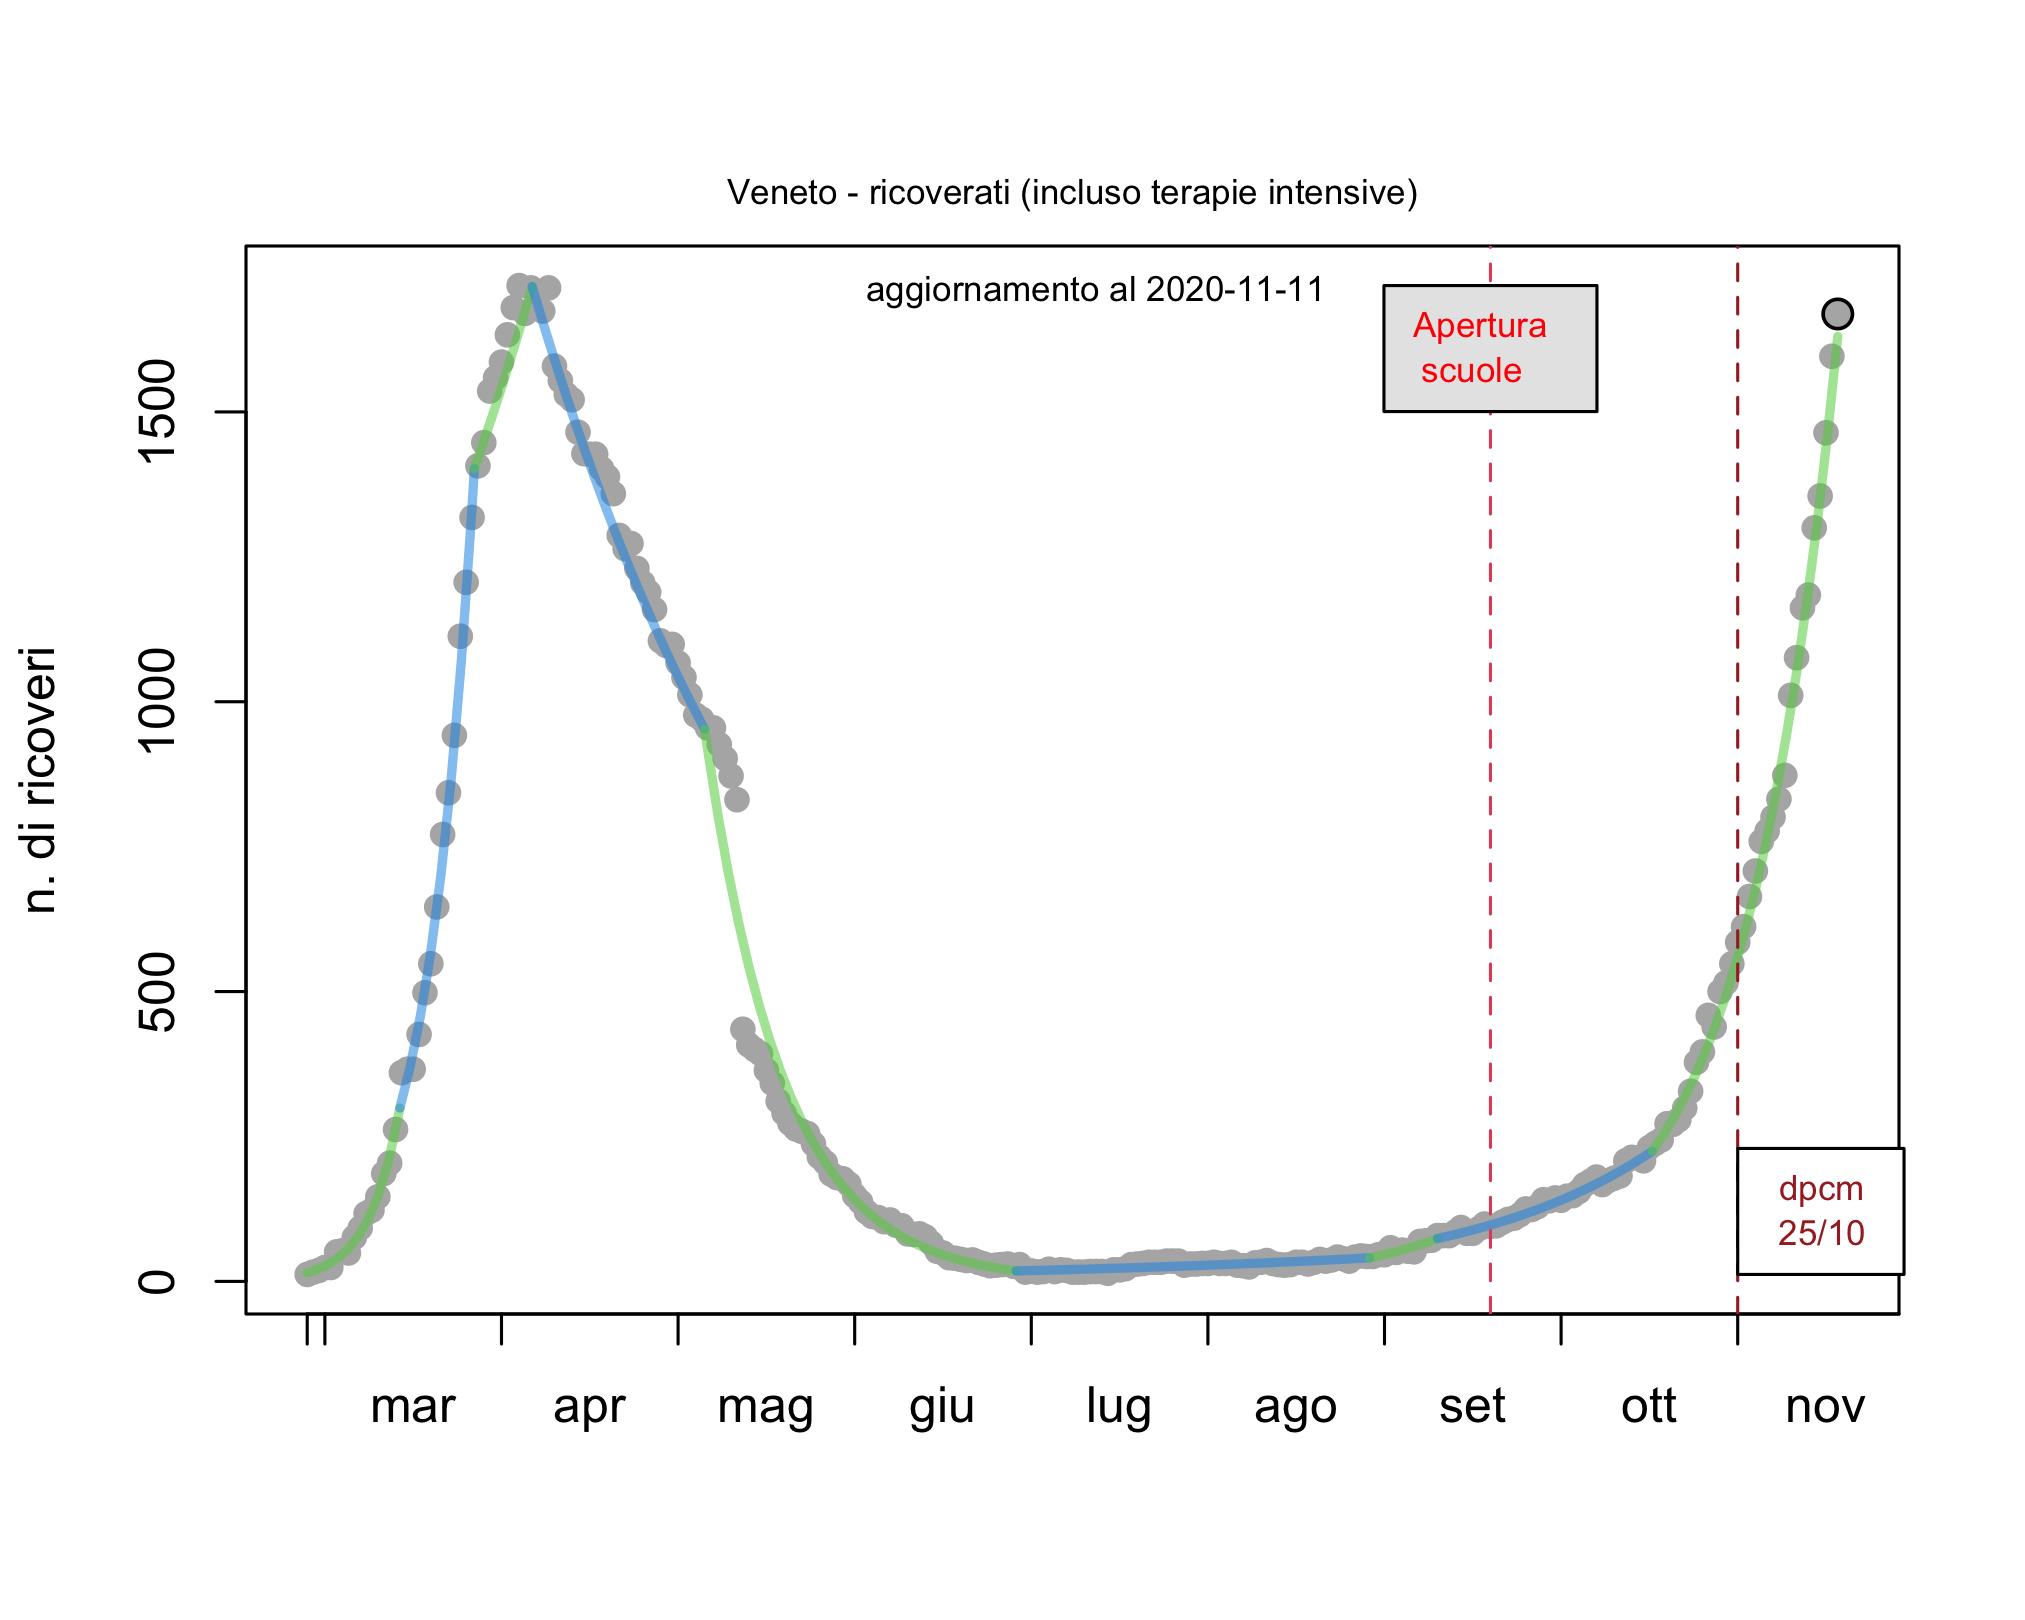 Veneto - ricoverati (incluso terapie intensive)
aggiornamento al 2020-11-11
Apertura
scuole
n. di ricoveri
1500
1000
500
0
dpcm
25/10
mar apr mag giu lug ago set ott nov